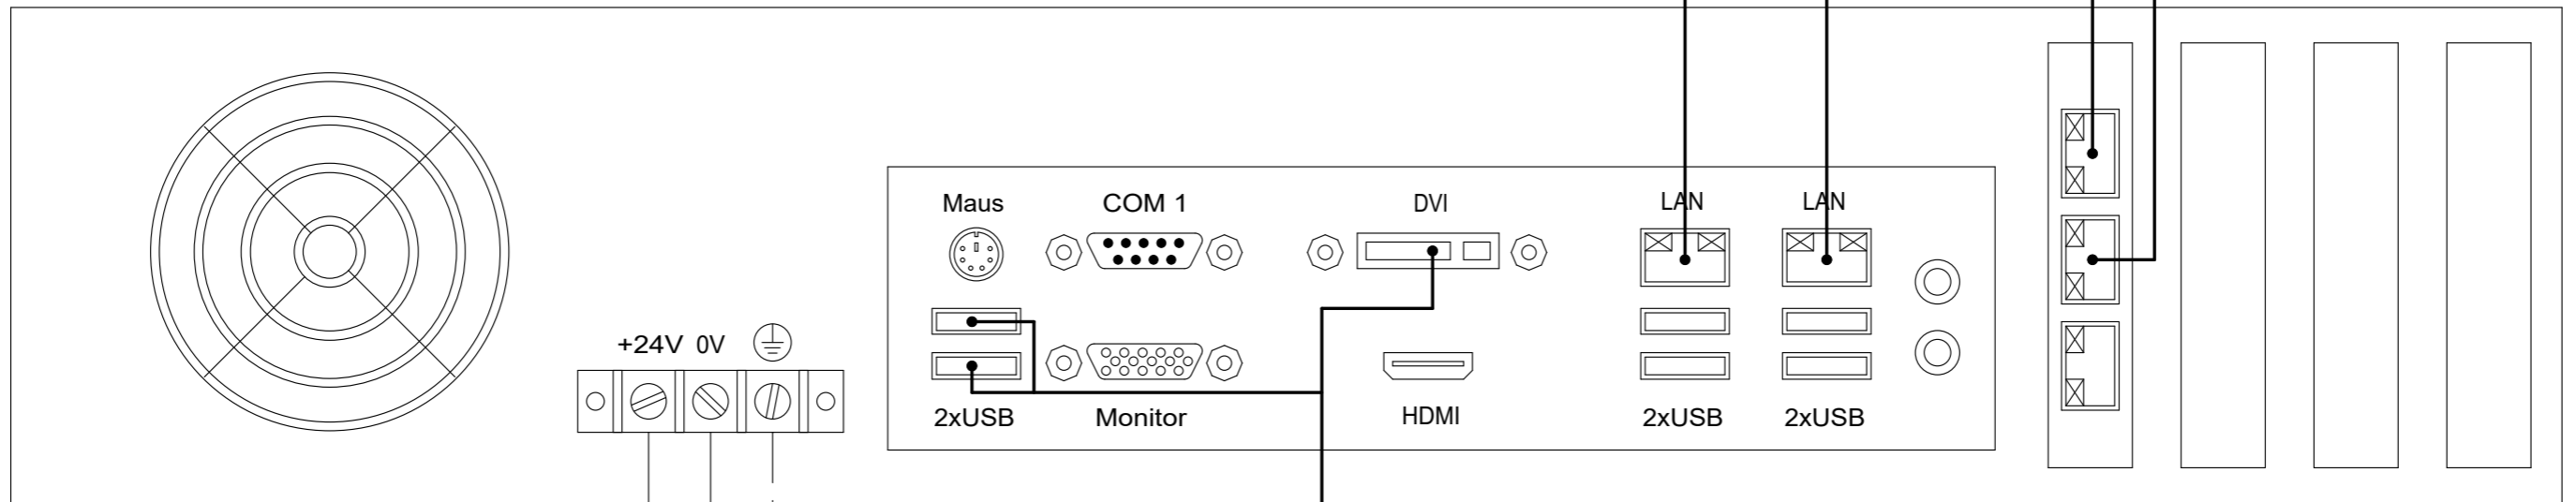 Maus COM 1 DVI LAN LAN
+24V 0V
2xUSB Monitor HDMI 2xUSB 2xUSB